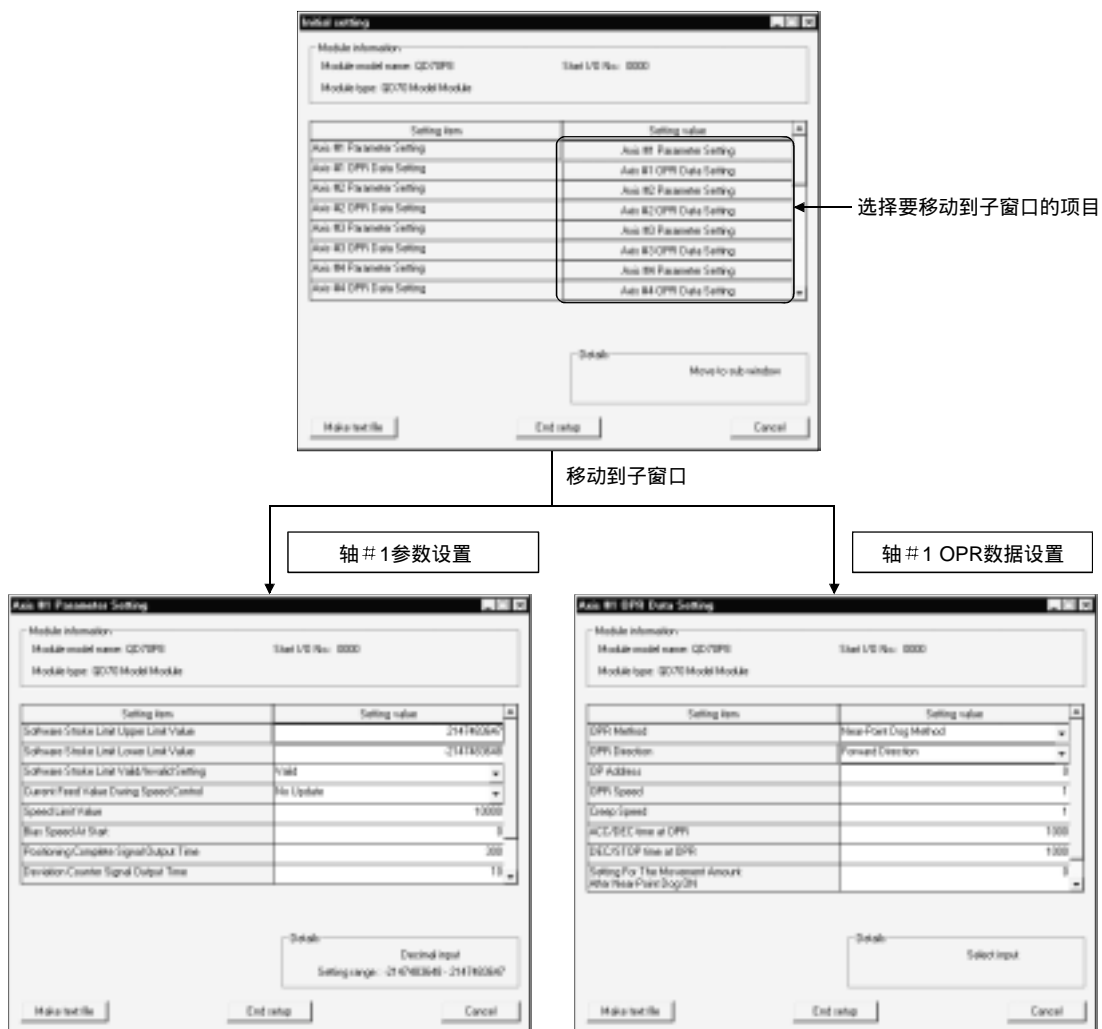 Initial setting
Module information
Module model name: QD70P8 Start I/O No.: 0000
Module type: QD70 Model Module
Setting item Setting value
Axis #1 Parameter Setting Axis #1 Parameter Setting
Axis #1 OPR Data Setting Axis #1 OPR Data Setting
Axis #2 Parameter Setting Axis #2 Parameter Setting
Axis #2 OPR Data Setting Axis #2 OPR Data Setting
Axis #3 Parameter Setting Axis #3 Parameter Setting
Axis #3 OPR Data Setting Axis #3 OPR Data Setting
Axis #4 Parameter Setting Axis #4 Parameter Setting
Axis #4 OPR Data Setting Axis #4 OPR Data Setting
选择要移动到子窗口的项目
Details
Move to sub window
Make text file End setup Cancel
移动到子窗口
轴＃1参数设置
轴＃1 OPR数据设置
Axis #1 Parameter Setting
Module information
Module model name: QD70P8 Start I/O No.: 0000
Module type: QD70 Model Module
Setting item Setting value
Software Stroke Limit Upper Limit Value 2147483647
Software Stroke Limit Lower Limit Value -2147483648
Software Stroke Limit Valid/Invalid Setting Valid
Current Feed Value During Speed Control No Update
Speed Limit Value 10000
Bias Speed At Start 0
Positioning Complete Signal Output Time 300
Deviation Counter Signal Output Time 10
Details
Decimal input
Setting range: -2147483648 - 2147483647
Make text file End setup Cancel
Axis #1 OPR Data Setting
Module information
Module model name: QD70P8 Start I/O No.: 0000
Module type: QD70 Model Module
Setting item Setting value
OPR Method Near-Point Dog Method
OPR Direction Forward Direction
OP Address 0
OPR Speed 1
Creep Speed 1
ACC/DEC time at OPR 1000
DEC/STOP time at OPR 1000
Setting For The Movement Amount 0
After Near-Point Dog ON
Details
Select input
Make text file End setup Cancel